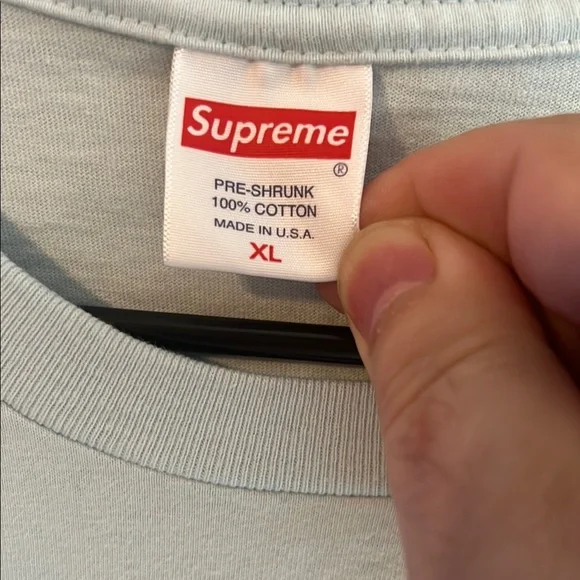 Supreme
®
PRE-SHRUNK
100% COTTON
MADE IN U.S.A.
XL